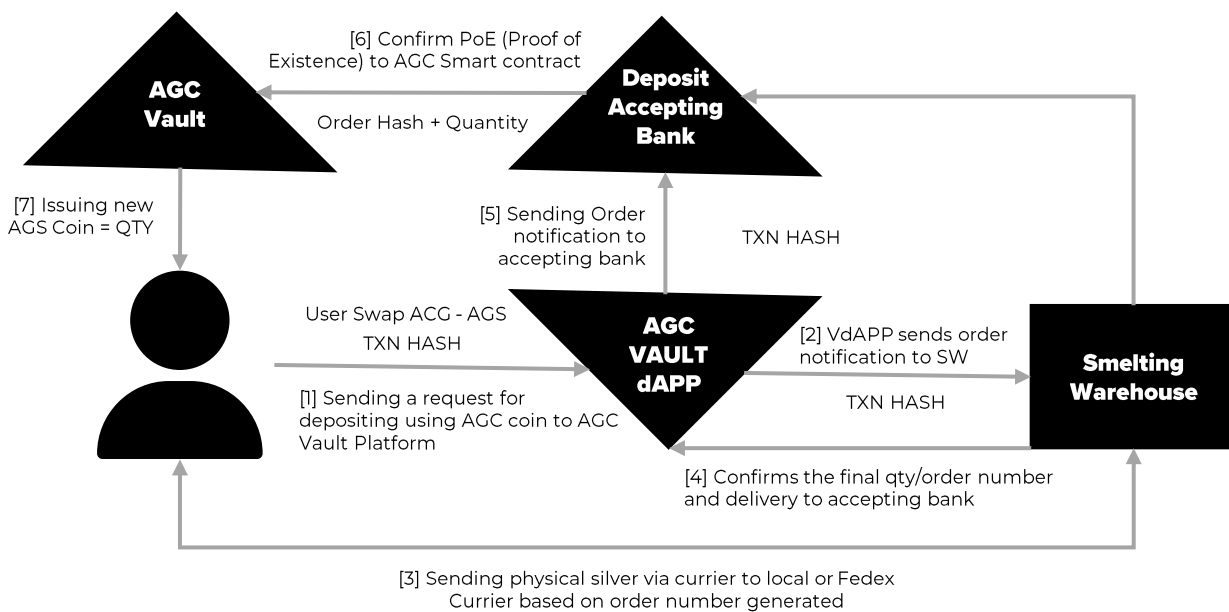 [6] Confirm PoE (Proof of
Existence) to AGC Smart contract
AGC
Vault
Deposit
Accepting
Bank
Order Hash + Quantity
[7] Issuing new
AGS Coin = QTY
[5] Sending Order
notification to
accepting bank
TXN HASH
User Swap ACG - AGS
TXN HASH
AGC
VAULT
dAPP
[2] VdAPP sends order
notification to SW
TXN HASH
Smelting
Warehouse
[1] Sending a request for
depositing using AGC coin to AGC
Vault Platform
[4] Confirms the final qty/order number
and delivery to accepting bank
[3] Sending physical silver via currier to local or Fedex
Currier based on order number generated